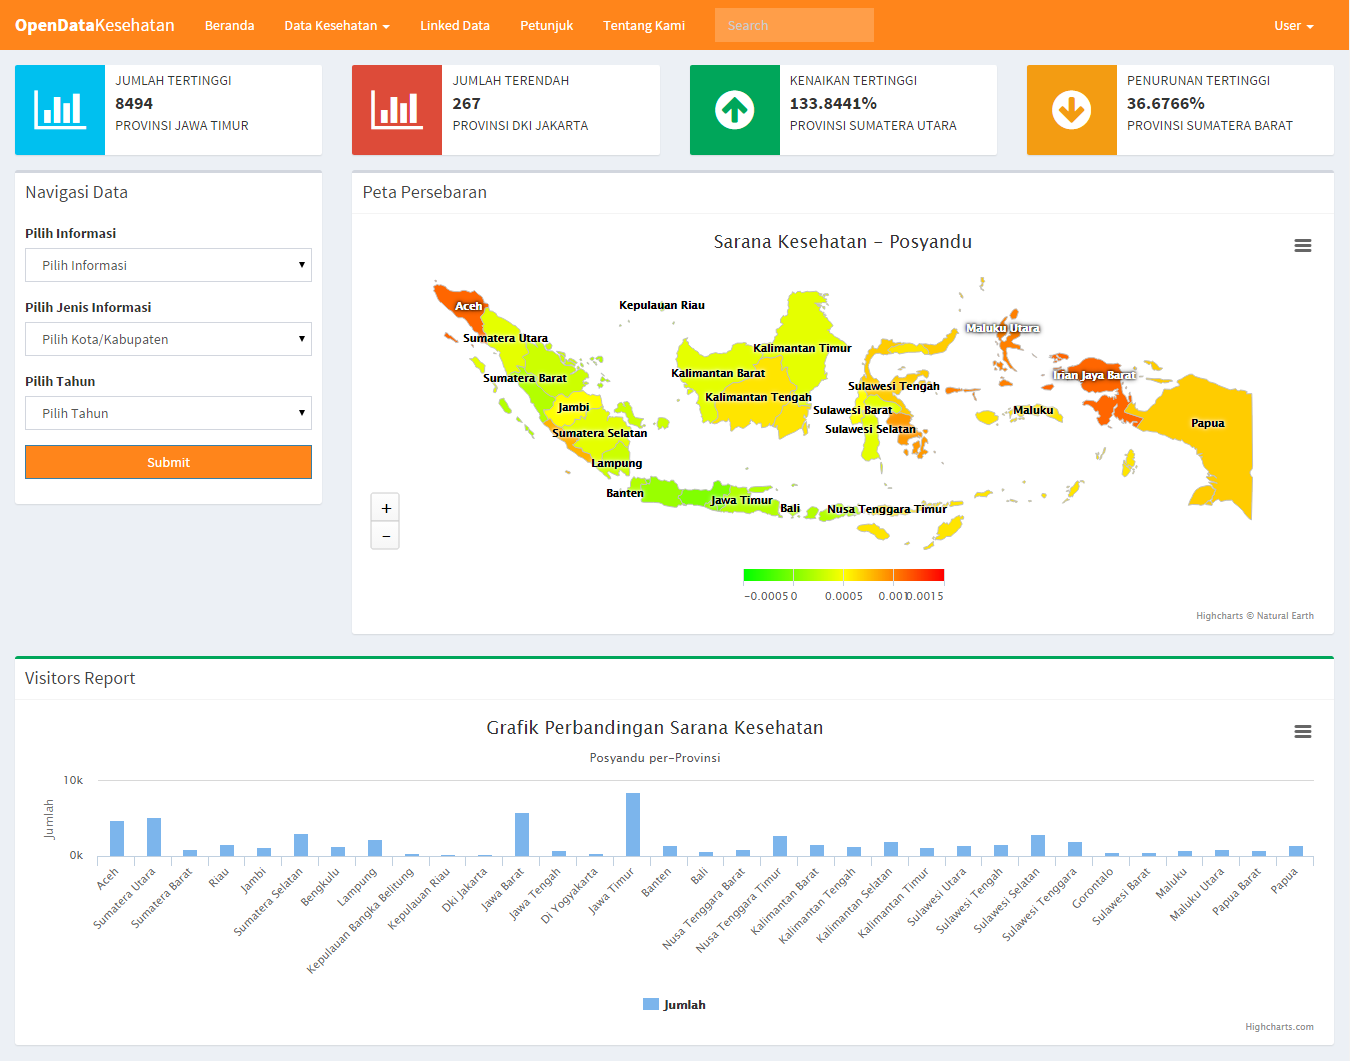 OpenDataKesehatan Beranda Data Kesehatan Linked Data Petunjuk Tentang Kami Search User
JUMLAH TERTINGGI
8494
PROVINSI JAWA TIMUR
JUMLAH TERENDAH
267
PROVINSI DKI JAKARTA
KENAIKAN TERTINGGI
133.8441%
PROVINSI SUMATERA UTARA
PENURUNAN TERTINGGI
36.6766%
PROVINSI SUMATERA BARAT
Navigasi Data
Pilih Informasi
Pilih Informasi
Pilih Jenis Informasi
Pilih Kota/Kabupaten
Pilih Tahun
Pilih Tahun
Submit
Peta Persebaran
Sarana Kesehatan - Posyandu
Aceh
Kepulauan Riau
Maluku Utara
Sumatera Utara
Kalimantan Timur
Kalimantan Barat
Irian Jaya Barat
Sumatera Barat
Sulawesi Tengah
Kalimantan Tengah
Jambi
Sulawesi Barat
Maluku
Papua
Sumatera Selatan
Sulawesi Selatan
Lampung
Banten
Jawa Timur
Bali
Nusa Tenggara Timur
+
−
-0.0005 0 0.0005 0.001 0.0015
Highcharts © Natural Earth
Visitors Report
Grafik Perbandingan Sarana Kesehatan
Posyandu per-Provinsi
Jumlah
10k
0k
Aceh
Sumatera Utara
Sumatera Barat
Riau
Jambi
Sumatera Selatan
Bengkulu
Lampung
Kepulauan Bangka Belitung
Kepulauan Riau
Dki Jakarta
Jawa Barat
Jawa Tengah
DI Yogyakarta
Jawa Timur
Banten
Bali
Nusa Tenggara Barat
Nusa Tenggara Timur
Kalimantan Barat
Kalimantan Tengah
Kalimantan Selatan
Kalimantan Timur
Sulawesi Utara
Sulawesi Tengah
Sulawesi Selatan
Sulawesi Tenggara
Gorontalo
Sulawesi Barat
Maluku
Maluku Utara
Papua Barat
Papua
Jumlah
Highcharts.com